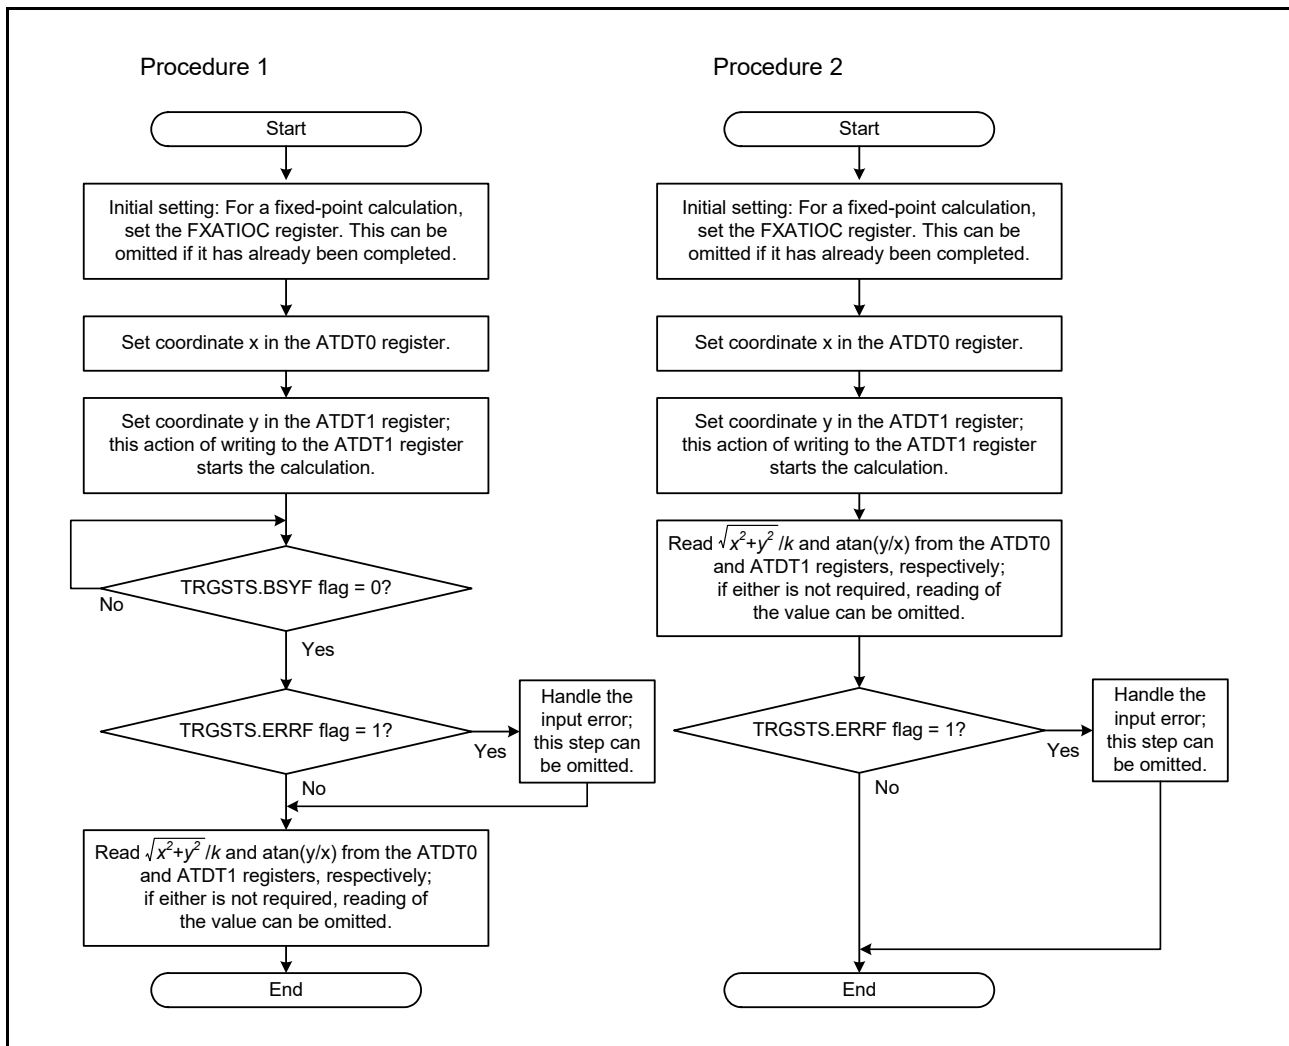 Procedure 1
Start
Initial setting: For a fixed-point calculation,
set the FXATIOC register. This can be
omitted if it has already been completed.
Set coordinate x in the ATDT0 register.
Set coordinate y in the ATDT1 register;
this action of writing to the ATDT1 register
starts the calculation.
TRGSTS.BSYF flag = 0?
No
Yes
TRGSTS.ERRF flag = 1?
Yes
Handle the
input error;
this step can
be omitted.
No
Read √x²+y² /k and atan(y/x) from the ATDT0
and ATDT1 registers, respectively;
if either is not required, reading of
the value can be omitted.
End
Procedure 2
Start
Initial setting: For a fixed-point calculation,
set the FXATIOC register. This can be
omitted if it has already been completed.
Set coordinate x in the ATDT0 register.
Set coordinate y in the ATDT1 register;
this action of writing to the ATDT1 register
starts the calculation.
Read √x²+y² /k and atan(y/x) from the ATDT0
and ATDT1 registers, respectively;
if either is not required, reading of
the value can be omitted.
TRGSTS.ERRF flag = 1?
Yes
Handle the
input error;
this step can
be omitted.
No
End